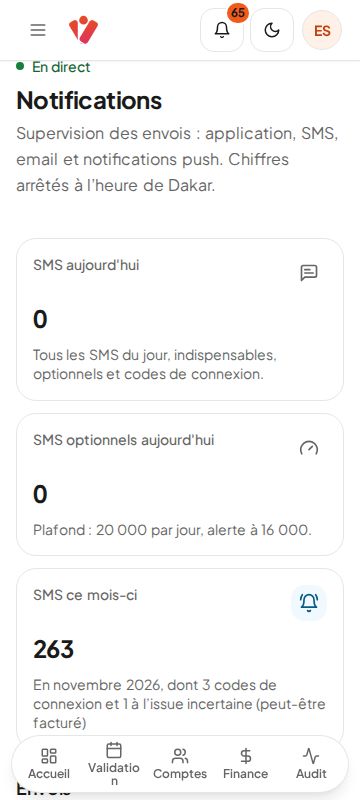 65
ES
En direct
Notifications
Supervision des envois : application, SMS,
email et notifications push. Chiffres
arrêtés à l'heure de Dakar.
SMS aujourd'hui
0
Tous les SMS du jour, indispensables,
optionnels et codes de connexion.
SMS optionnels aujourd'hui
0
Plafond : 20 000 par jour, alerte à 16 000.
SMS ce mois-ci
263
En novembre 2026, dont 3 codes de
connexion et 1 à l'issue incertaine (peut-être
facturé)
Envois
Accueil
Validatio
n
Comptes
Finance
Audit